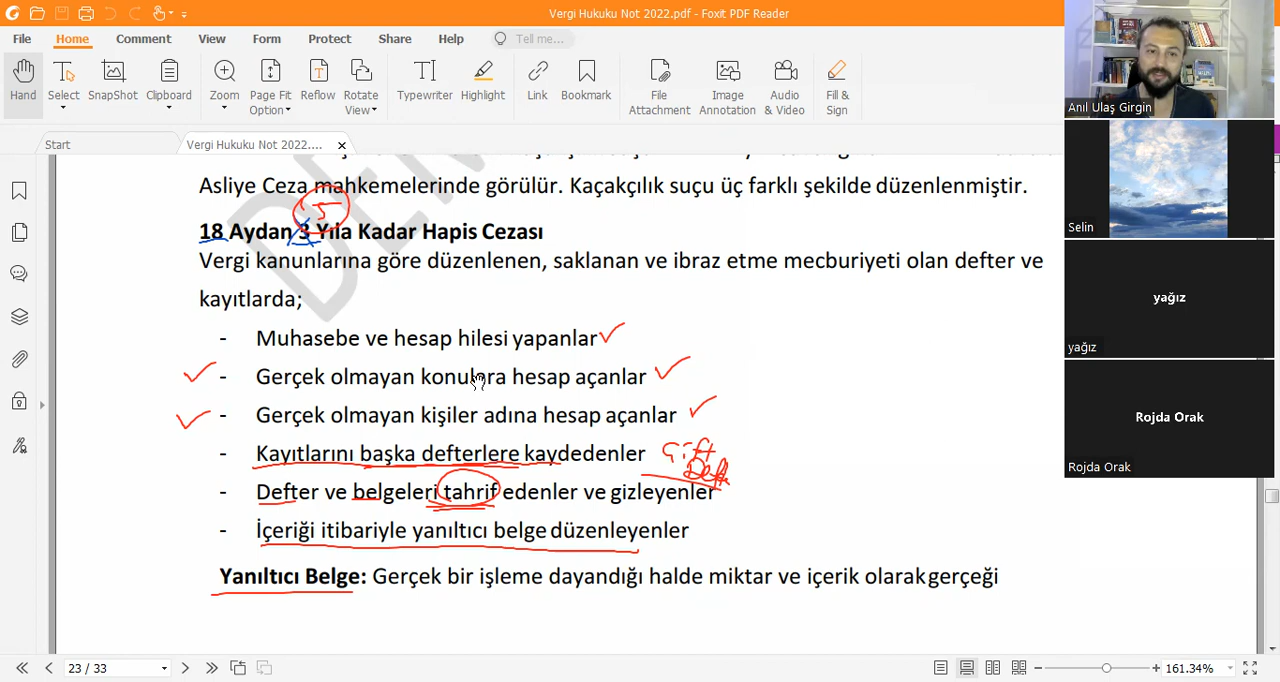 Vergi Hukuku Not 2022.pdf - Foxit PDF Reader
File Home Comment View Form Protect Share Help Tell me...
Hand Select SnapShot Clipboard Zoom Page Fit Option Reflow Rotate View Typewriter Highlight Link Bookmark File Attachment Image Annotation Audio & Video Fill & Sign
Start Vergi Hukuku Not 2022....
Asliye Ceza mahkemelerinde görülür. Kaçakçılık suçu üç farklı şekilde düzenlenmiştir.
5
18 Aydan 3 Yıla Kadar Hapis Cezası
Vergi kanunlarına göre düzenlenen, saklanan ve ibraz etme mecburiyeti olan defter ve
kayıtlarda;
- Muhasebe ve hesap hilesi yapanlar
- Gerçek olmayan konulara hesap açanlar
- Gerçek olmayan kişiler adına hesap açanlar
- Kayıtlarını başka defterlere kaydedenler Çift
Deft
- Defter ve belgeleri tahrif edenler ve gizleyenler
- İçeriği itibariyle yanıltıcı belge düzenleyenler
Yanıltıcı Belge: Gerçek bir işleme dayandığı halde miktar ve içerik olarak gerçeği
23 / 33
161.34%
Anıl Ulaş Girgin
Selin
yağız
yağız
Rojda Orak
Rojda Orak